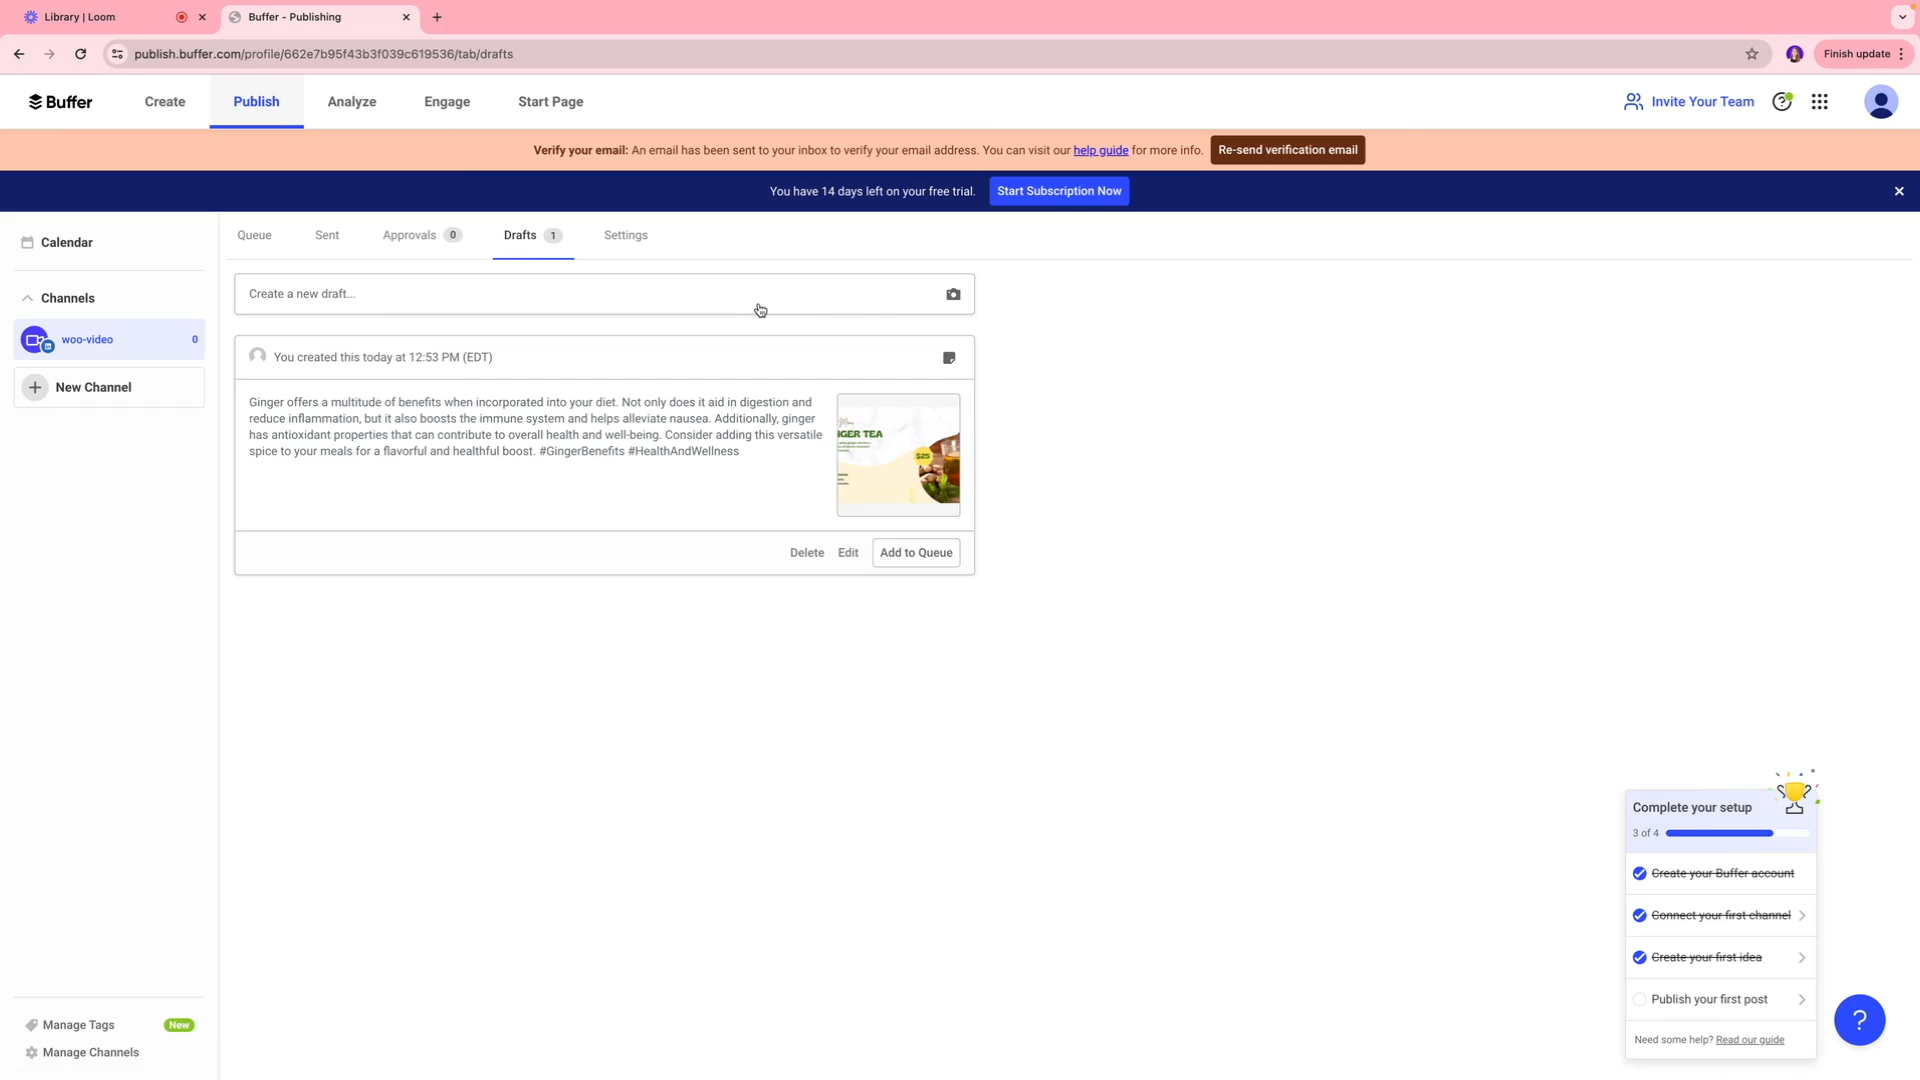 Library | Loom
Buffer - Publishing
publish.buffer.com/profile/662e7b95f43b3f039c619536/tab/drafts
Finish update
Buffer
Create
Publish
Analyze
Engage
Start Page
Invite Your Team
Verify your email: An email has been sent to your inbox to verify your email address. You can visit our help guide for more info.
Re-send verification email
You have 14 days left on your free trial.
Start Subscription Now
Calendar
Channels
woo-video 0
New Channel
Queue
Sent
Approvals 0
Drafts 1
Settings
Create a new draft...
You created this today at 12:53 PM (EDT)
Ginger offers a multitude of benefits when incorporated into your diet. Not only does it aid in digestion and
reduce inflammation, but it also boosts the immune system and helps alleviate nausea. Additionally, ginger
has antioxidant properties that can contribute to overall health and well-being. Consider adding this versatile
spice to your meals for a flavorful and healthful boost. #GingerBenefits #HealthAndWellness
GER TEA
$25
Delete
Edit
Add to Queue
Complete your setup
3 of 4
Create your Buffer account
Connect your first channel
Create your first idea
Publish your first post
Need some help? Read our guide
?
Manage Tags New
Manage Channels